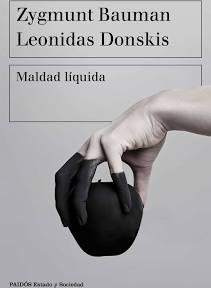 Zygmunt Bauman
Leonidas Donskis
Maldad líquida
PAIDÓS Estado y Sociedad